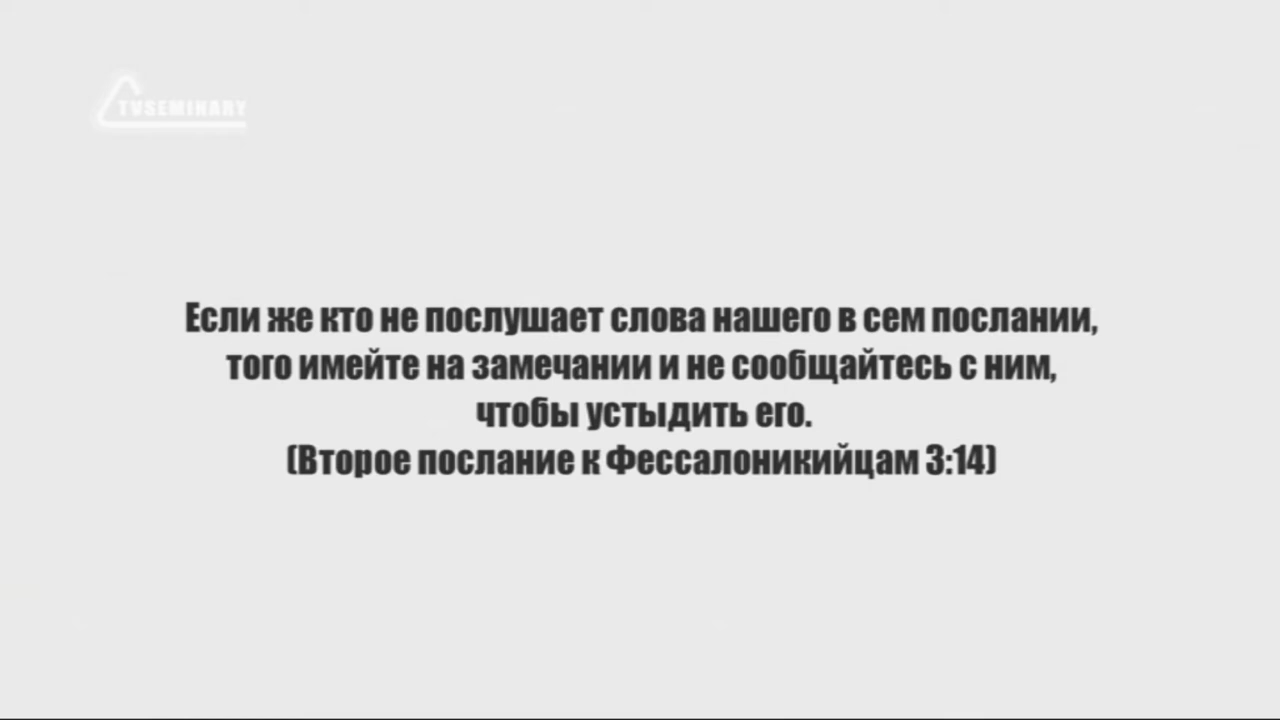 TVSEMINARY
Если же кто не послушает слова нашего в сем послании,
того имейте на замечании и не сообщайтесь с ним,
чтобы устыдить его.
(Второе послание к Фессалоникийцам 3:14)